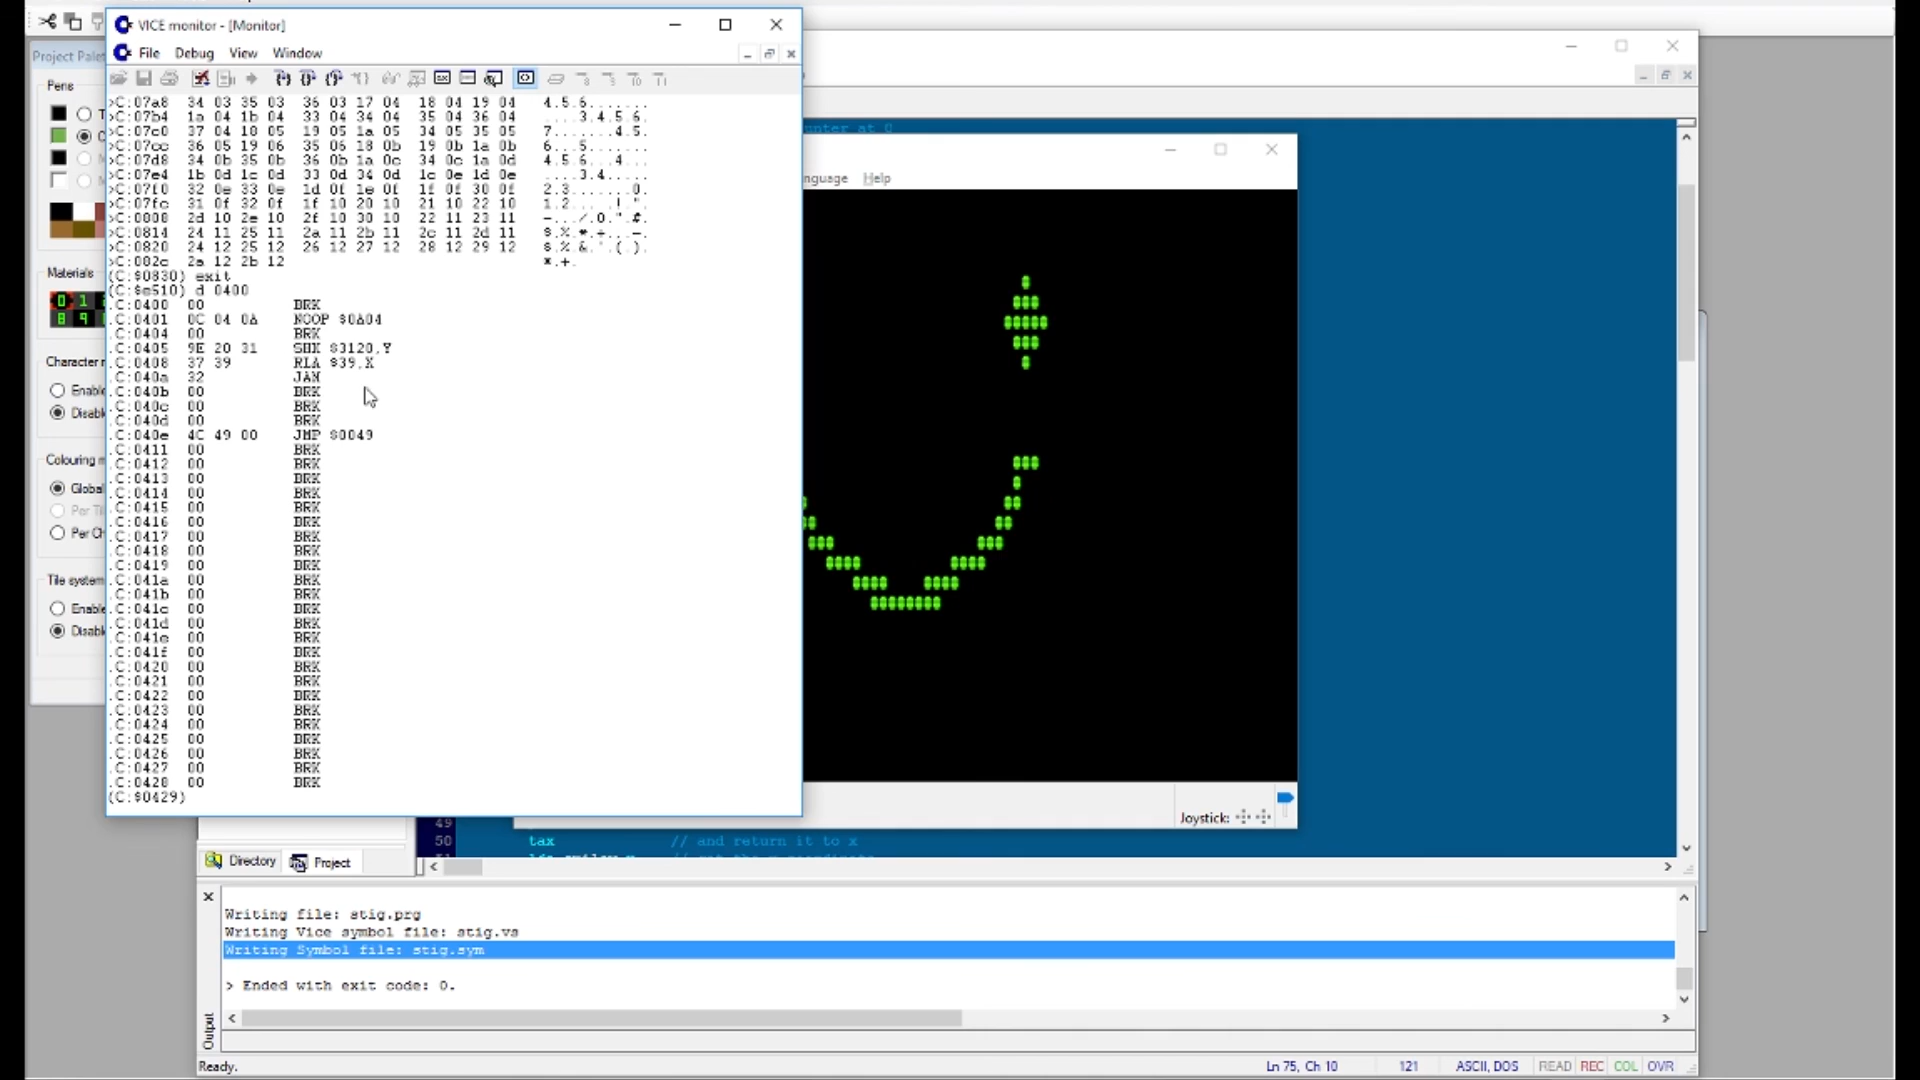 VICE monitor - [Monitor]
File Debug View Window
Project Pale
Pens
Materials
Enable
Disabl
Colouring m
Global
Per Ti
Per Ch
Tile system
Enable
Disabl
>C:07a8 34 03 35 03 36 03 17 04 18 04 19 04 4.5.6.......
>C:07b4 1a 04 1b 04 33 04 34 04 35 04 36 04 ....3.4.5.6.
>C:07c0 37 04 18 05 19 05 1a 05 34 05 35 05 7.......4.5.
>C:07cc 36 05 19 06 35 06 18 0b 19 0b 1a 0b 6...5.......
>C:07d8 34 0b 35 0b 36 0b 1a 0c 34 0c 1a 0d 4.5.6...4...
>C:07e4 1b 0d 1c 0d 33 0d 34 0d 1c 0e 1d 0e ....3.4.....
>C:07f0 32 0e 33 0e 1d 0f 1e 0f 1f 0f 30 0f 2.3.......0.
>C:07fc 31 0f 32 0f 1f 10 20 10 21 10 22 10 1.2... .!.".
>C:0808 2d 10 2e 10 2f 10 30 10 22 11 23 11 -.../.0.".#.
>C:0814 24 11 25 11 2a 11 2b 11 2c 11 2d 11 $.%.*.+.,.-.
>C:0820 24 12 25 12 26 12 27 12 28 12 29 12 $.%.&.'.(.).
>C:082c 2a 12 2b 12 *.+.
(C:$0830) exit
(C:$e510) d 0400
.C:0400 00 BRK
.C:0401 0C 04 0A NOOP $0A04
.C:0404 00 BRK
.C:0405 9E 20 31 SHX $3120,Y
.C:0408 37 39 RLA $39,X
.C:040a 32 JAM
.C:040b 00 BRK
.C:040c 00 BRK
.C:040d 00 BRK
.C:040e 4C 49 00 JMP $0049
.C:0411 00 BRK
.C:0412 00 BRK
.C:0413 00 BRK
.C:0414 00 BRK
.C:0415 00 BRK
.C:0416 00 BRK
.C:0417 00 BRK
.C:0418 00 BRK
.C:0419 00 BRK
.C:041a 00 BRK
.C:041b 00 BRK
.C:041c 00 BRK
.C:041d 00 BRK
.C:041e 00 BRK
.C:041f 00 BRK
.C:0420 00 BRK
.C:0421 00 BRK
.C:0422 00 BRK
.C:0423 00 BRK
.C:0424 00 BRK
.C:0425 00 BRK
.C:0426 00 BRK
.C:0427 00 BRK
.C:0428 00 BRK
(C:$0429)
nguage Help
Joystick:
49
50 tax // and return it to x
Directory Project
Writing file: stig.prg
Writing Vice symbol file: stig.vs
Writing Symbol file: stig.sym
> Ended with exit code: 0.
Output
Ready. Ln 75, Ch 10 121 ASCII, DOS READ REC COL OVR